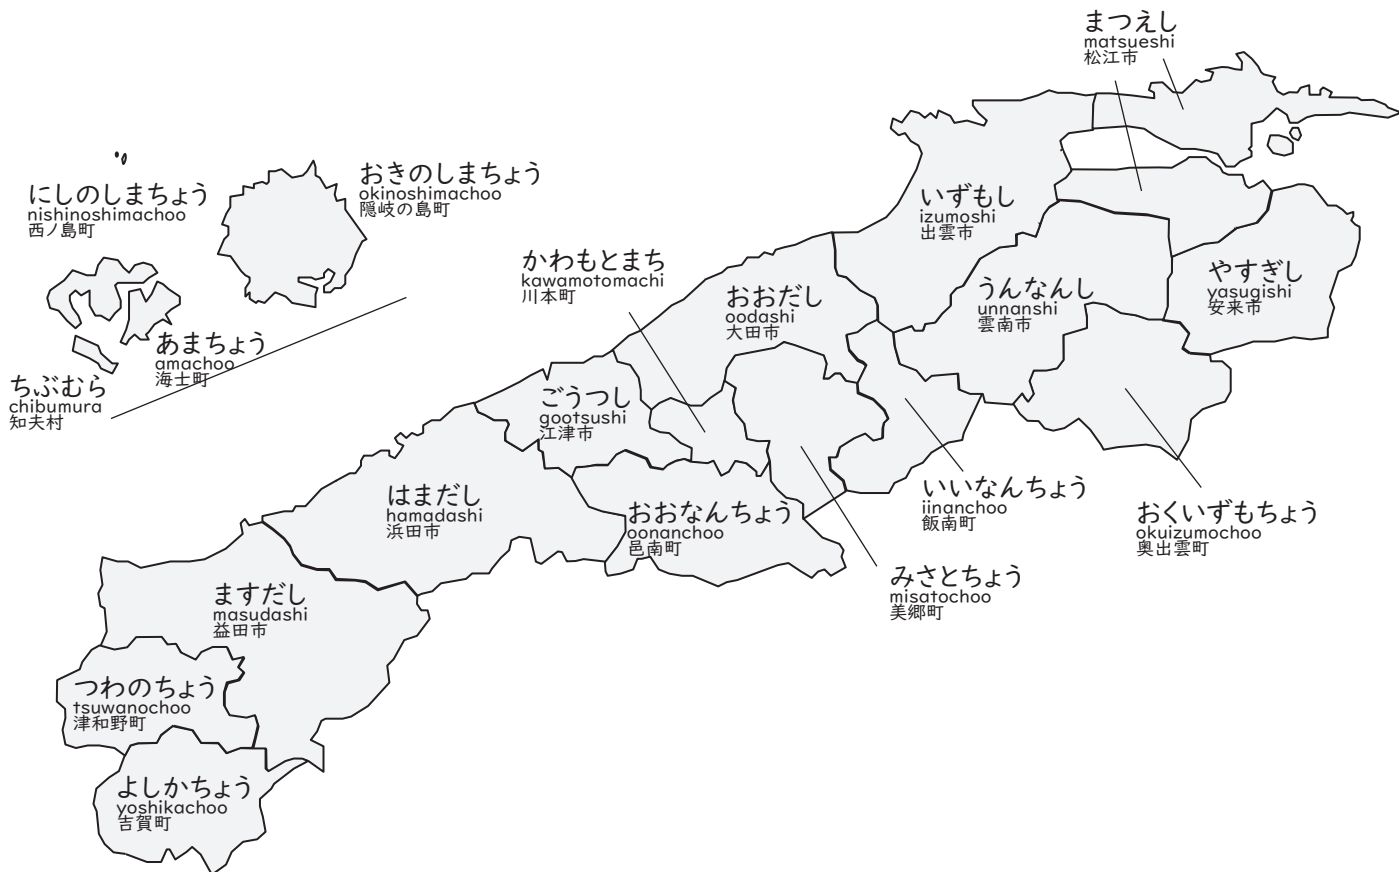 まつえし
matsueshi
松江市
にしのしまちょう
nishinoshimachoo
西ノ島町
おきのしまちょう
okinoshimachoo
隠岐の島町
いずもし
izumoshi
出雲市
かわもとまち
kawamotomachi
川本町
おおだし
oodashi
大田市
うんなんし
unnanshi
雲南市
やすぎし
yasugishi
安来市
あまちょう
amachoo
海士町
ちぶむら
chibumura
知夫村
ごうつし
gootsushi
江津市
はまだし
hamadashi
浜田市
おおなんちょう
oonanchoo
邑南町
いいなんちょう
iinanchoo
飯南町
おくいずもちょう
okuizumochoo
奥出雲町
みさとちょう
misatochoo
美郷町
ますだし
masudashi
益田市
つわのちょう
tsuwanochoo
津和野町
よしかちょう
yoshikachoo
吉賀町